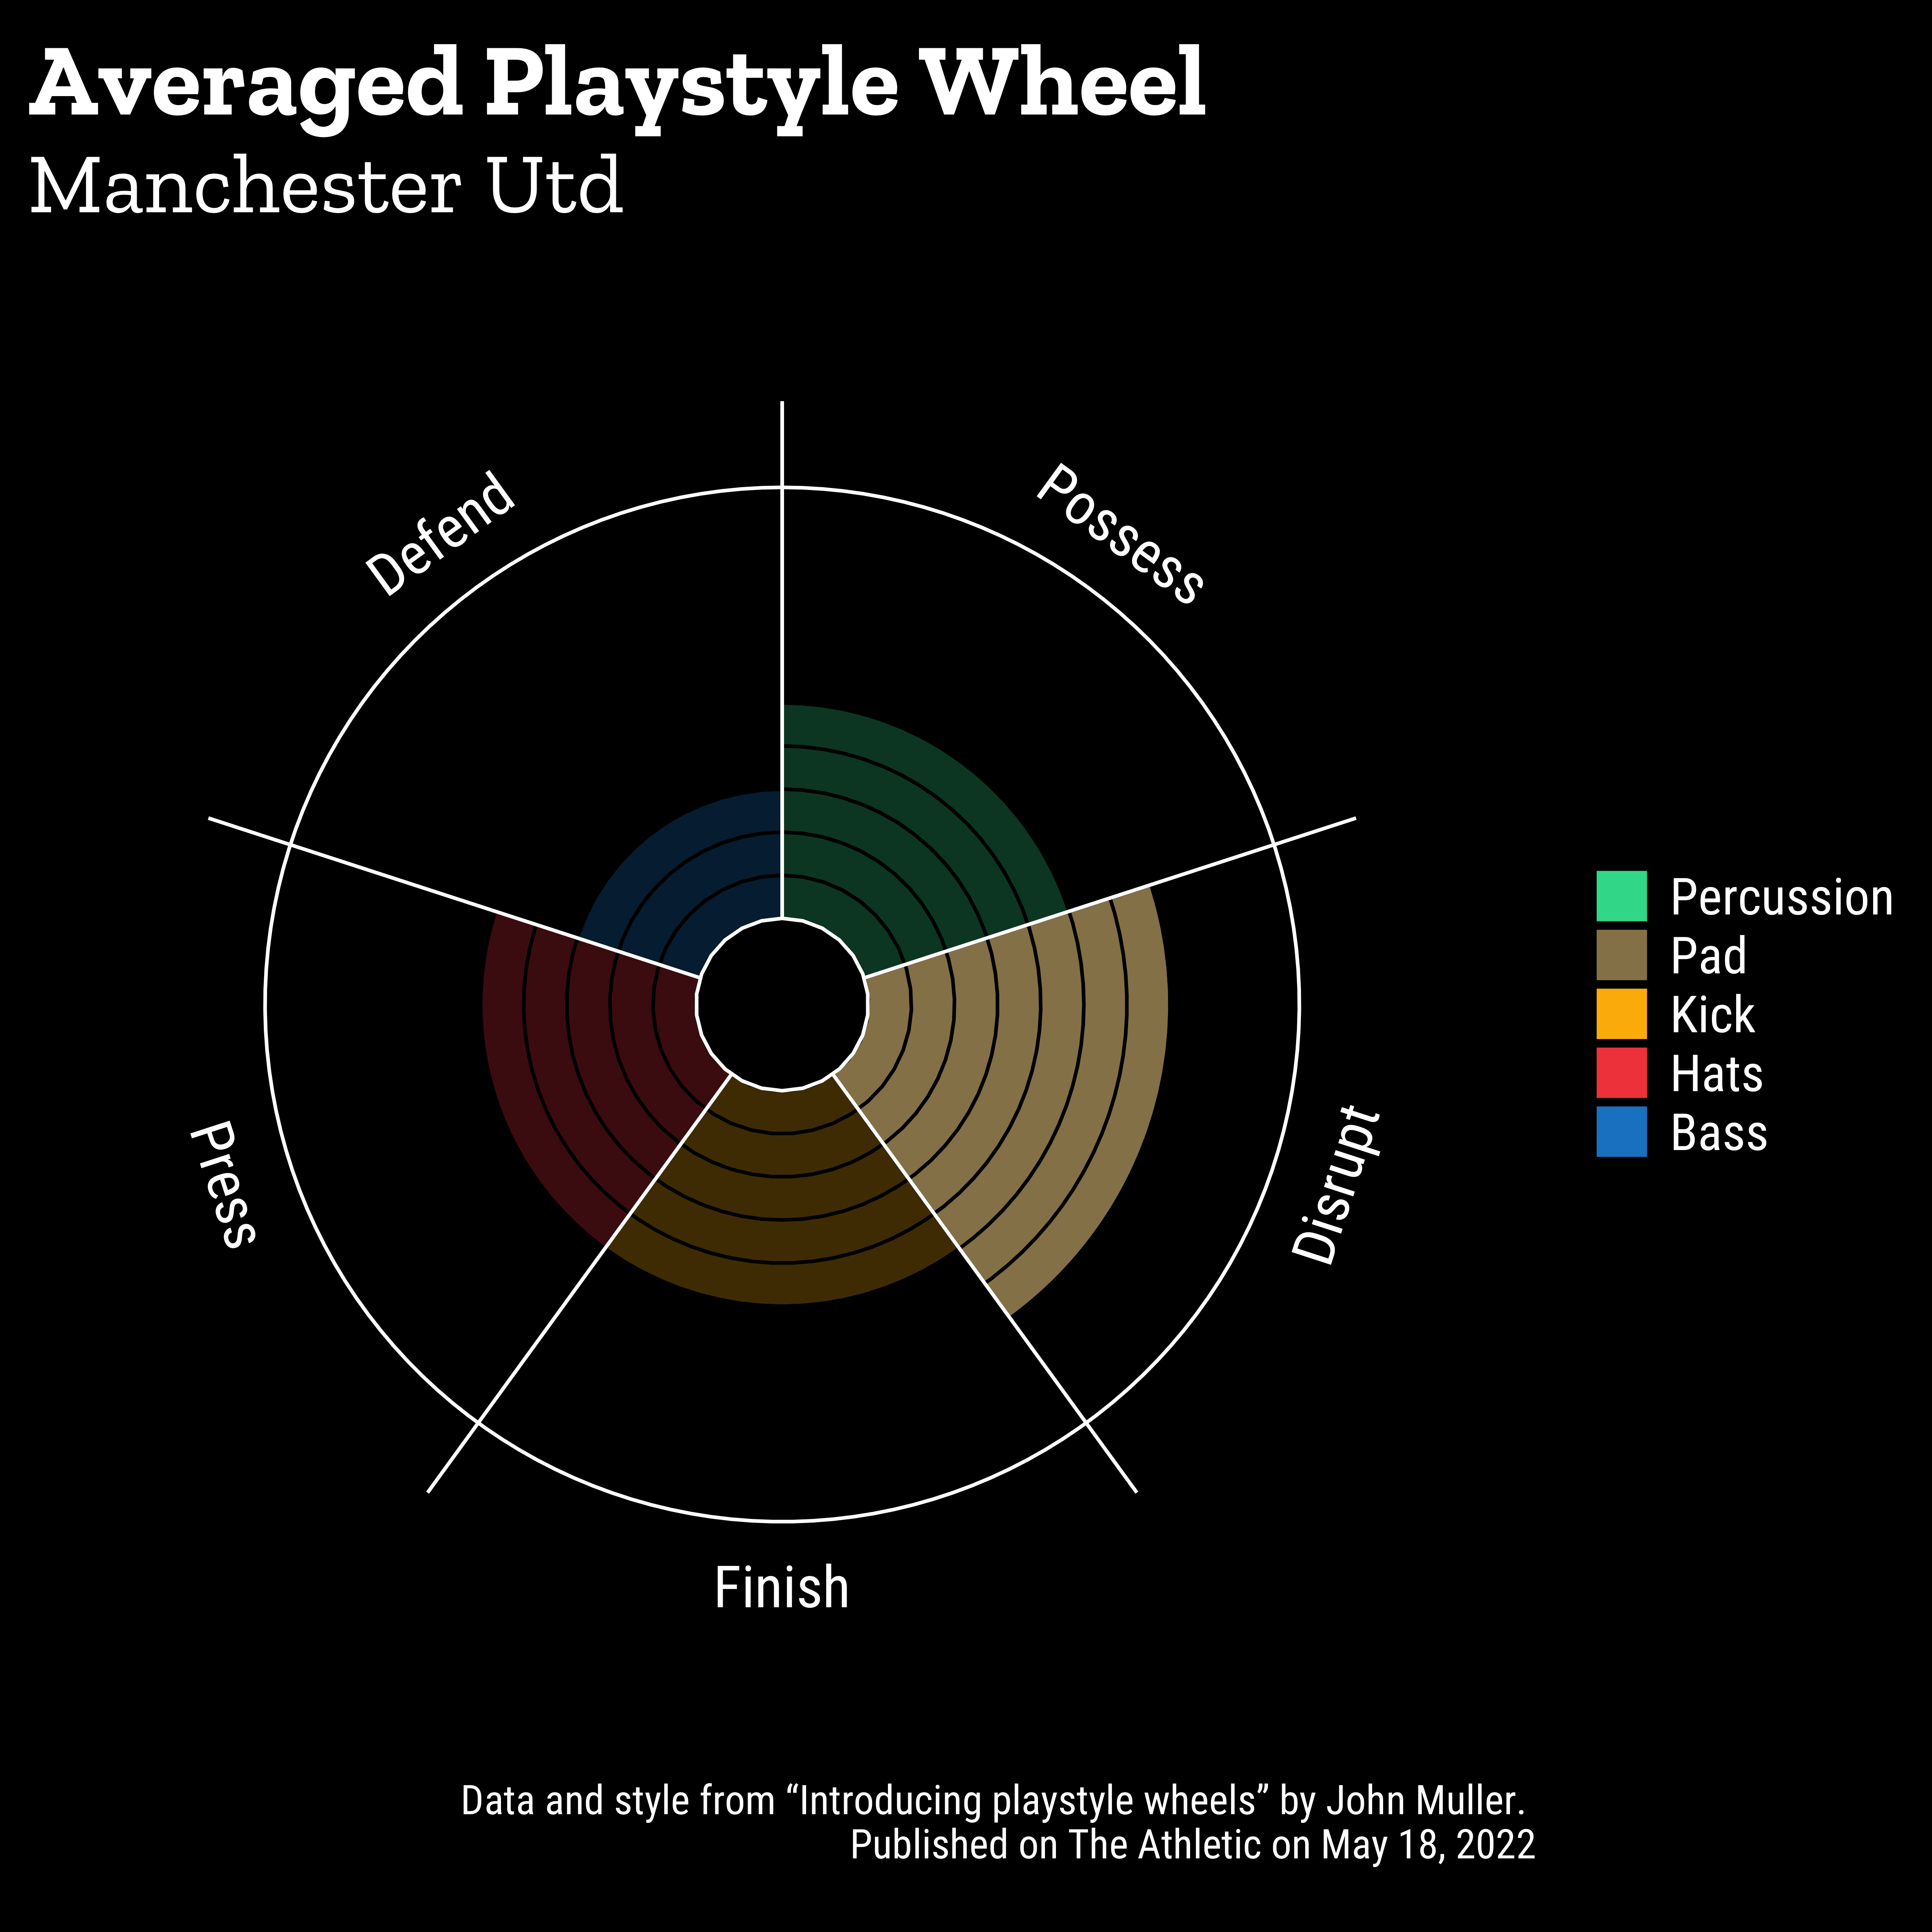 Averaged Playstyle Wheel
Manchester Utd
Defend
Possess
Press
Disrupt
Finish
Percussion
Pad
Kick
Hats
Bass
Data and style from “Introducing playstyle wheels” by John Muller.
Published on The Athletic on May 18, 2022